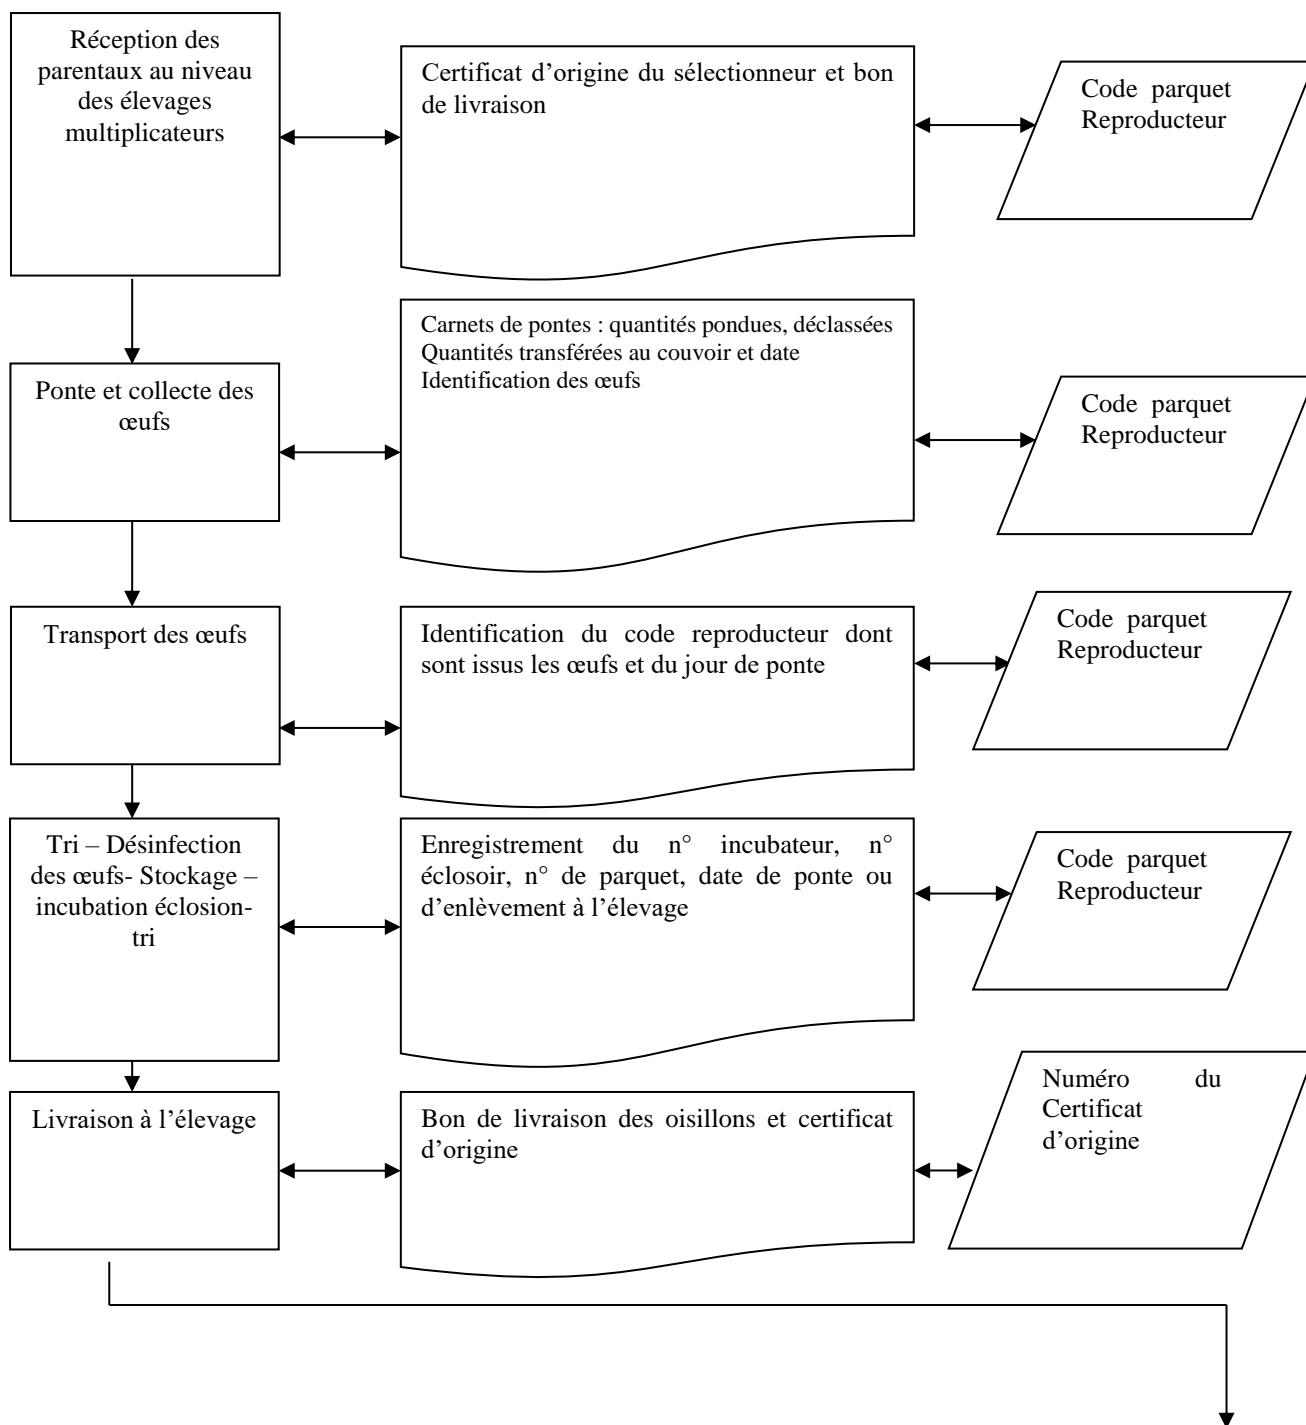 Réception des
parentaux au niveau
des élevages
multiplicateurs
Certificat d’origine du sélectionneur et bon
de livraison
Code parquet
Reproducteur
Ponte et collecte des
œufs
Carnets de pontes : quantités pondues, déclassées
Quantités transférées au couvoir et date
Identification des œufs
Code parquet
Reproducteur
Transport des œufs
Identification du code reproducteur dont
sont issus les œufs et du jour de ponte
Code parquet
Reproducteur
Tri – Désinfection
des œufs- Stockage –
incubation éclosion-
tri
Enregistrement du n° incubateur, n°
éclosoir, n° de parquet, date de ponte ou
d’enlèvement à l’élevage
Code parquet
Reproducteur
Livraison à l’élevage
Bon de livraison des oisillons et certificat
d’origine
Numéro du
Certificat
d’origine